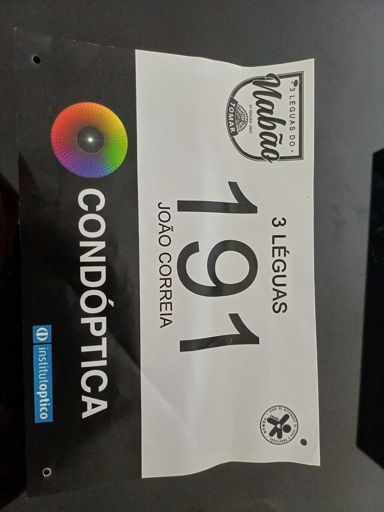 3 LÉGUAS DO
Nabão
TOMAR
3 LÉGUAS
191
JOÃO CORREIA
CONDÓPTICA
institutoptico